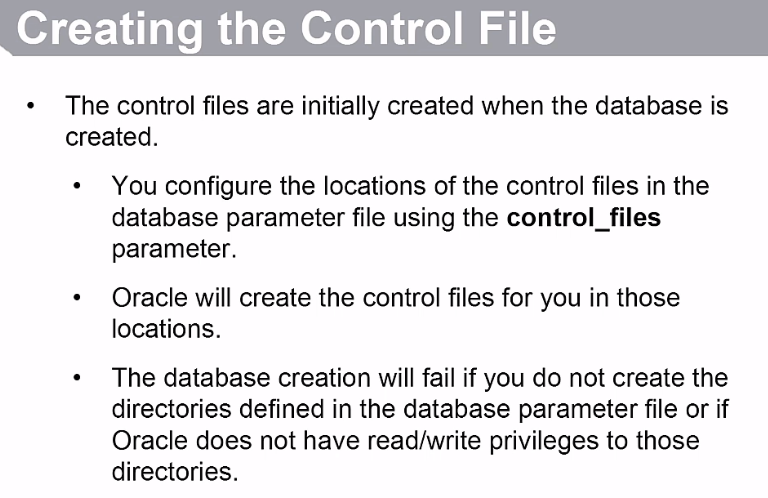 Creating the Control File
• The control files are initially created when the database is
created.
• You configure the locations of the control files in the
database parameter file using the control_files
parameter.
• Oracle will create the control files for you in those
locations.
• The database creation will fail if you do not create the
directories defined in the database parameter file or if
Oracle does not have read/write privileges to those
directories.